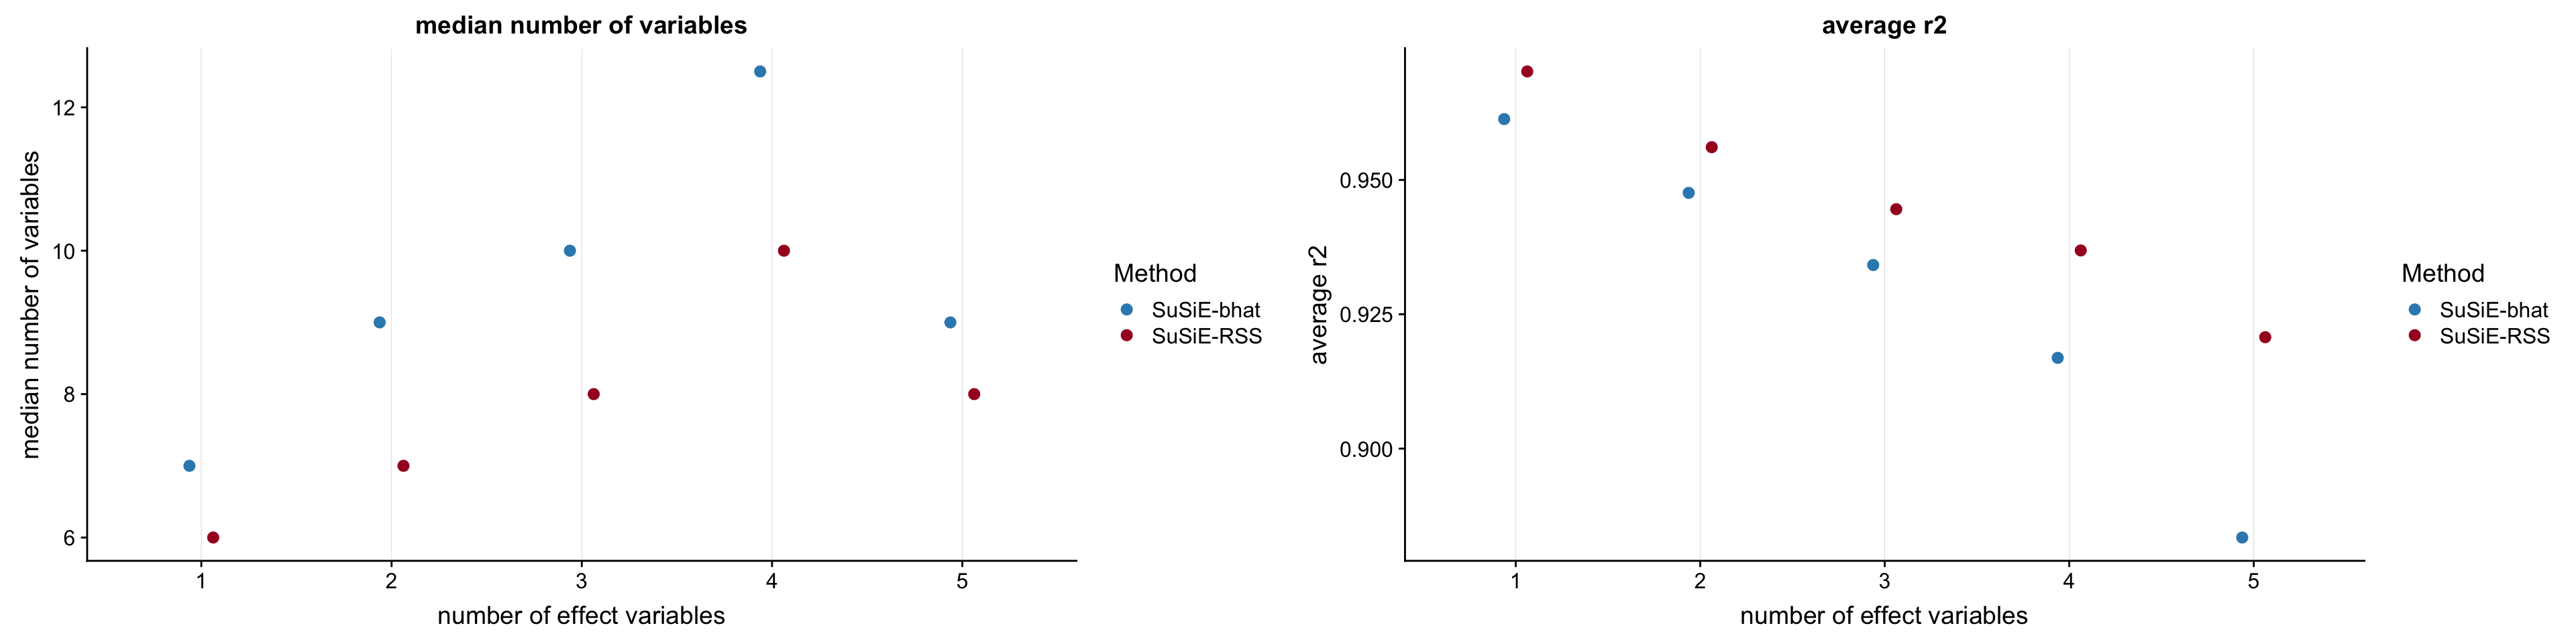 median number of variables
median number of variables
12
10
8
6
1 2 3 4 5
number of effect variables
Method
SuSiE-bhat
SuSiE-RSS
average r2
average r2
0.950
0.925
0.900
1 2 3 4 5
number of effect variables
Method
SuSiE-bhat
SuSiE-RSS